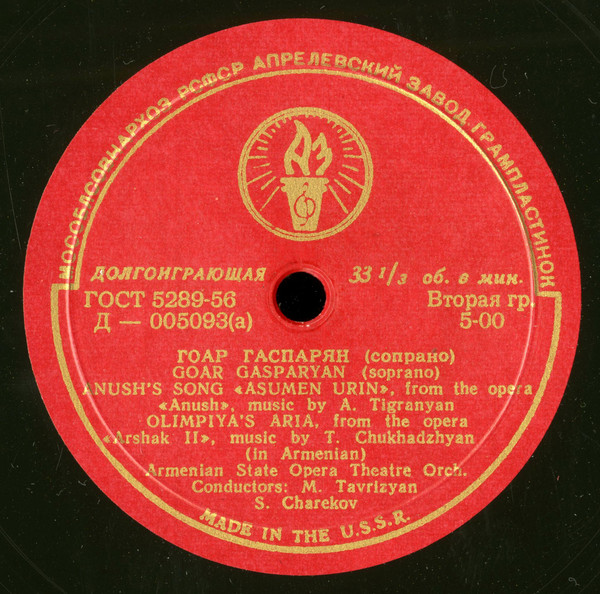 МОСОБЛСОВНАРХОЗ РСФСР АПРЕЛЕВСКИЙ ЗАВОД ГРАМПЛАСТИНОК
АЗ
ДОЛГОИГРАЮЩАЯ 33 1/3 об. в мин.
ГОСТ 5289-56 Вторая гр.
Д — 005093(а) 5-00
ГОАР ГАСПАРЯН (сопрано)
GOAR GASPARYAN (soprano)
ANUSH'S SONG «ASUMEN URIN», from the opera
«Anush», music by A. Tigranyan
OLIMPIYA'S ARIA, from the opera
«Arshak II», music by T. Chukhadzhyan
(in Armenian)
Armenian State Opera Theatre Orch.
Conductors: M. Tavrizyan
S. Charekov
MADE IN THE U.S.S.R.